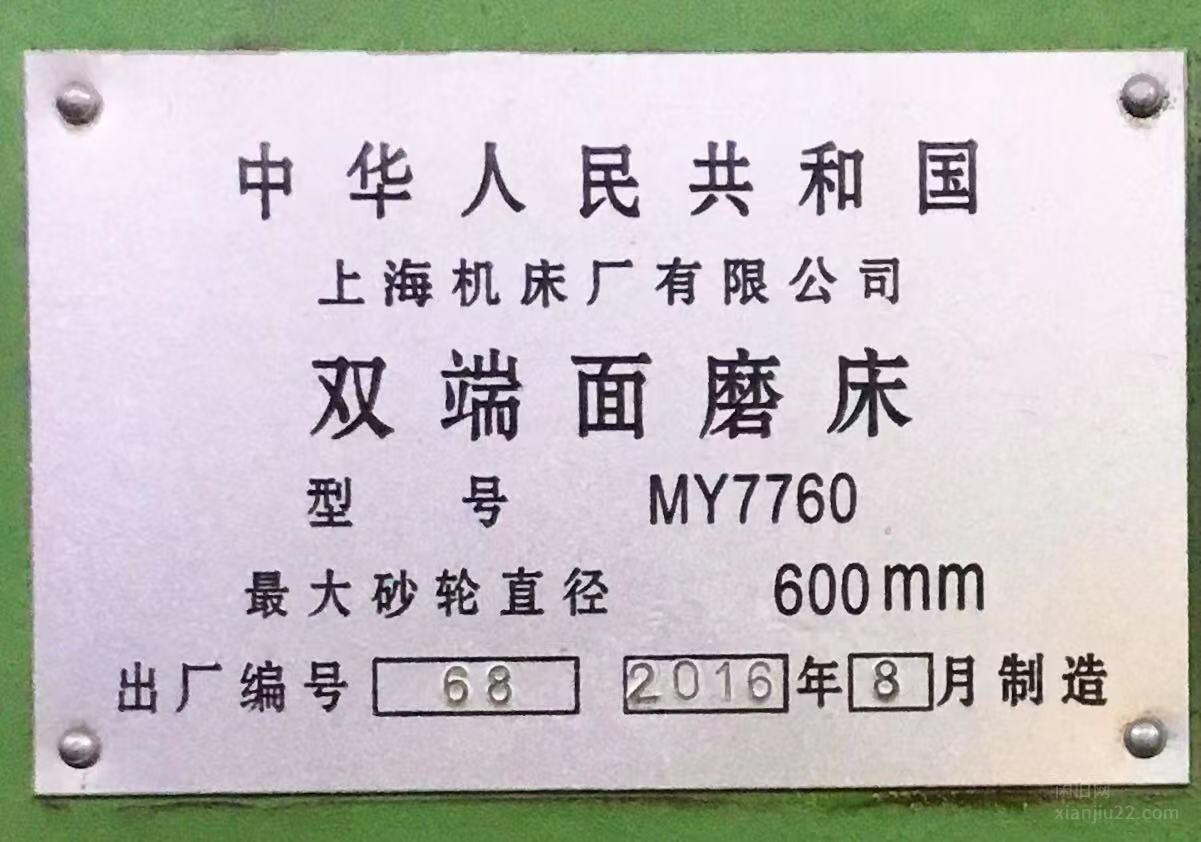 中华人民共和国
上海机床厂有限公司
双端面磨床
型号 MY7760
最大砂轮直径 600mm
出厂编号 68 2016年8月制造
闲旧网
xianjiu22.com